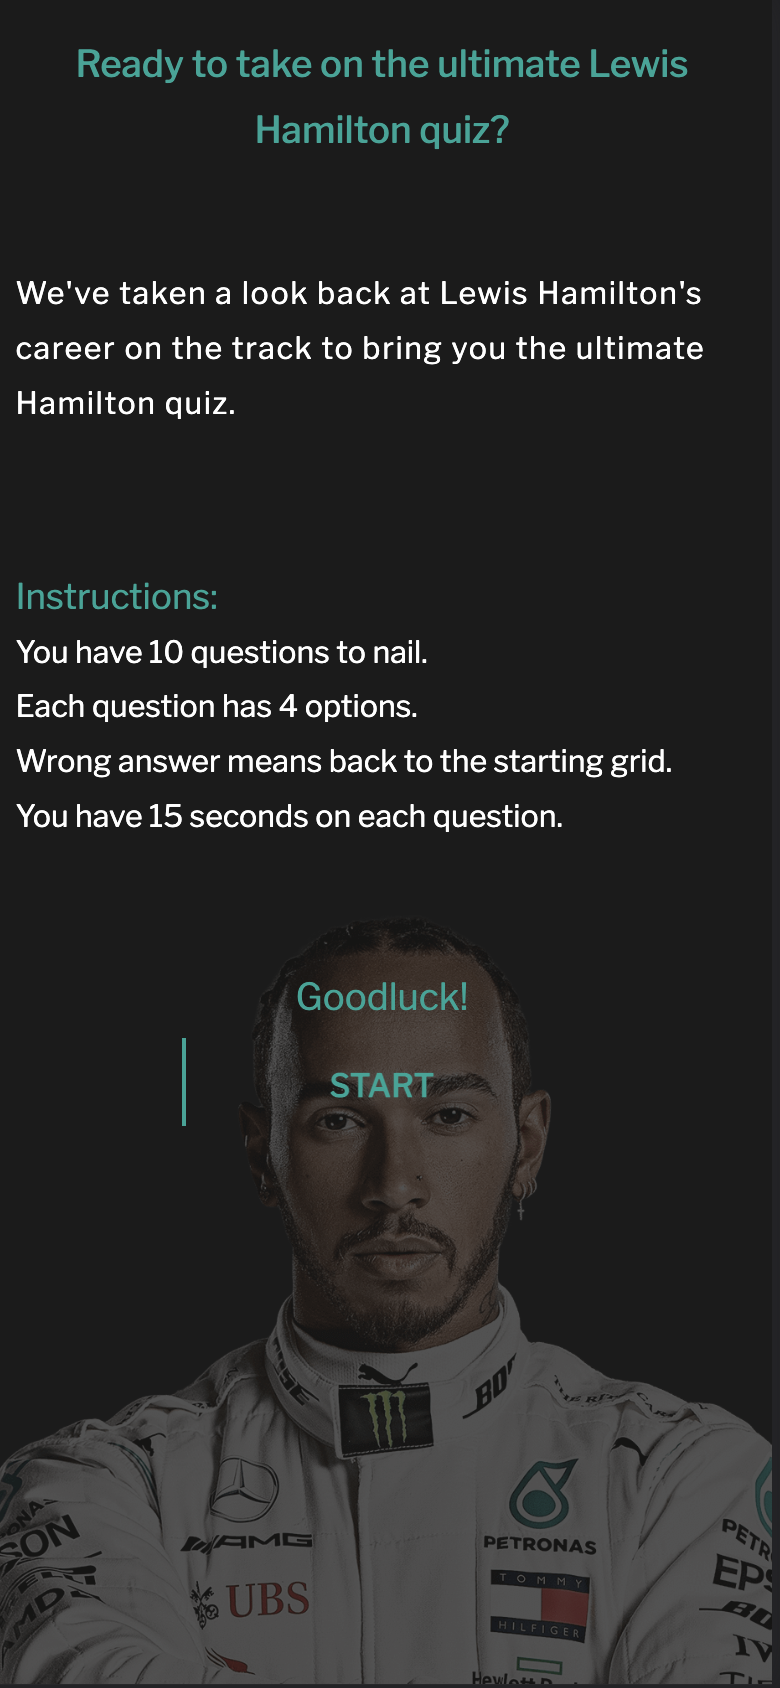 Ready to take on the ultimate Lewis
Hamilton quiz?
We've taken a look back at Lewis Hamilton's
career on the track to bring you the ultimate
Hamilton quiz.
Instructions:
You have 10 questions to nail.
Each question has 4 options.
Wrong answer means back to the starting grid.
You have 15 seconds on each question.
Goodluck!
START
AMG
UBS
PETRONAS
TOMMY
HILFIGER